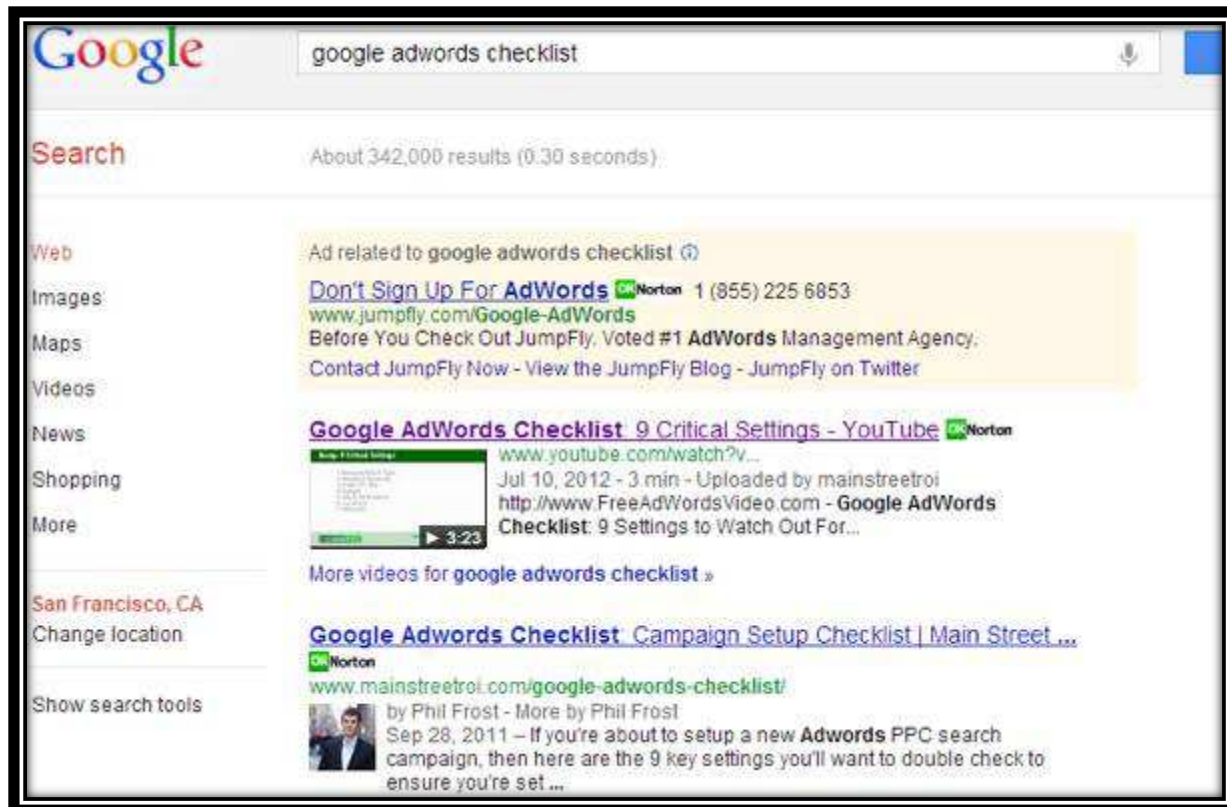 Google
google adwords checklist
Search
About 342,000 results (0.30 seconds)
Web
Images
Maps
Videos
News
Shopping
More
San Francisco, CA
Change location
Show search tools
Ad related to google adwords checklist
Don't Sign Up For AdWords OK Norton 1 (855) 225 6853
www.jumpfly.com/Google-AdWords
Before You Check Out JumpFly. Voted #1 AdWords Management Agency.
Contact JumpFly Now - View the JumpFly Blog - JumpFly on Twitter
Google AdWords Checklist: 9 Critical Settings - YouTube OK Norton
www.youtube.com/watch?v...
Jul 10, 2012 - 3 min - Uploaded by mainstreetroi
http://www.FreeAdWordsVideo.com - Google AdWords
Checklist: 9 Settings to Watch Out For...
3:23
More videos for google adwords checklist »
Google Adwords Checklist: Campaign Setup Checklist | Main Street ...
OK Norton
www.mainstreetroi.com/google-adwords-checklist/
by Phil Frost - More by Phil Frost
Sep 28, 2011 – If you're about to setup a new Adwords PPC search
campaign, then here are the 9 key settings you'll want to double check to
ensure you're set ...